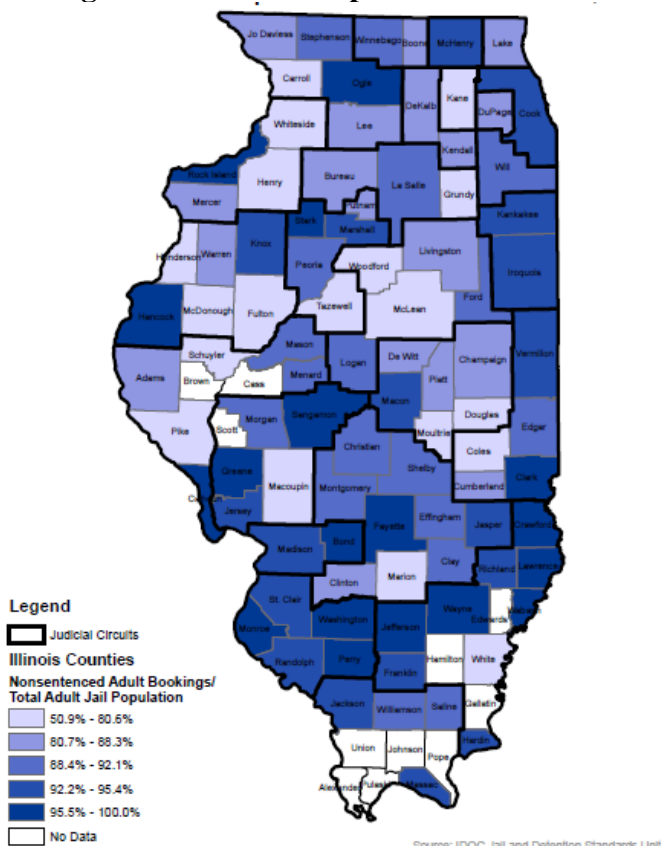 Jo Daviess Stephenson Winnebago Boone McHenry Lake
Carroll Ogle
DeKalb Kane DuPage Cook
Whiteside Lee
Kendall Will
Rock Island Henry Bureau La Salle Grundy
Mercer Putnam Kankakee
Stark Marshall
Henderson Warren Knox Peoria Woodford Livingston Iroquois
Ford
Hancock McDonough Fulton Tazewell McLean
Schuyler Mason Logan De Witt Champaign Vermilion
Adams Brown Cass Menard Macon Piatt
Pike Scott Morgan Sangamon Moultrie Douglas Edgar
Christian Coles
Greene Macoupin Montgomery Shelby Cumberland Clark
Jersey Fayette Effingham Jasper Crawford
Madison Bond Marion Clay Richland Lawrence
Clinton
St. Clair Washington Wayne Edwards
Monroe Jefferson
Randolph Perry Franklin Hamilton White
Jackson Williamson Saline Gallatin
Hardin
Union Johnson Pope
Alexander
Legend
Judicial Circuits
Illinois Counties
Nonsentenced Adult Bookings/
Total Adult Jail Population
50.9% - 80.6%
80.7% - 88.3%
88.4% - 92.1%
92.2% - 95.4%
95.5% - 100.0%
No Data